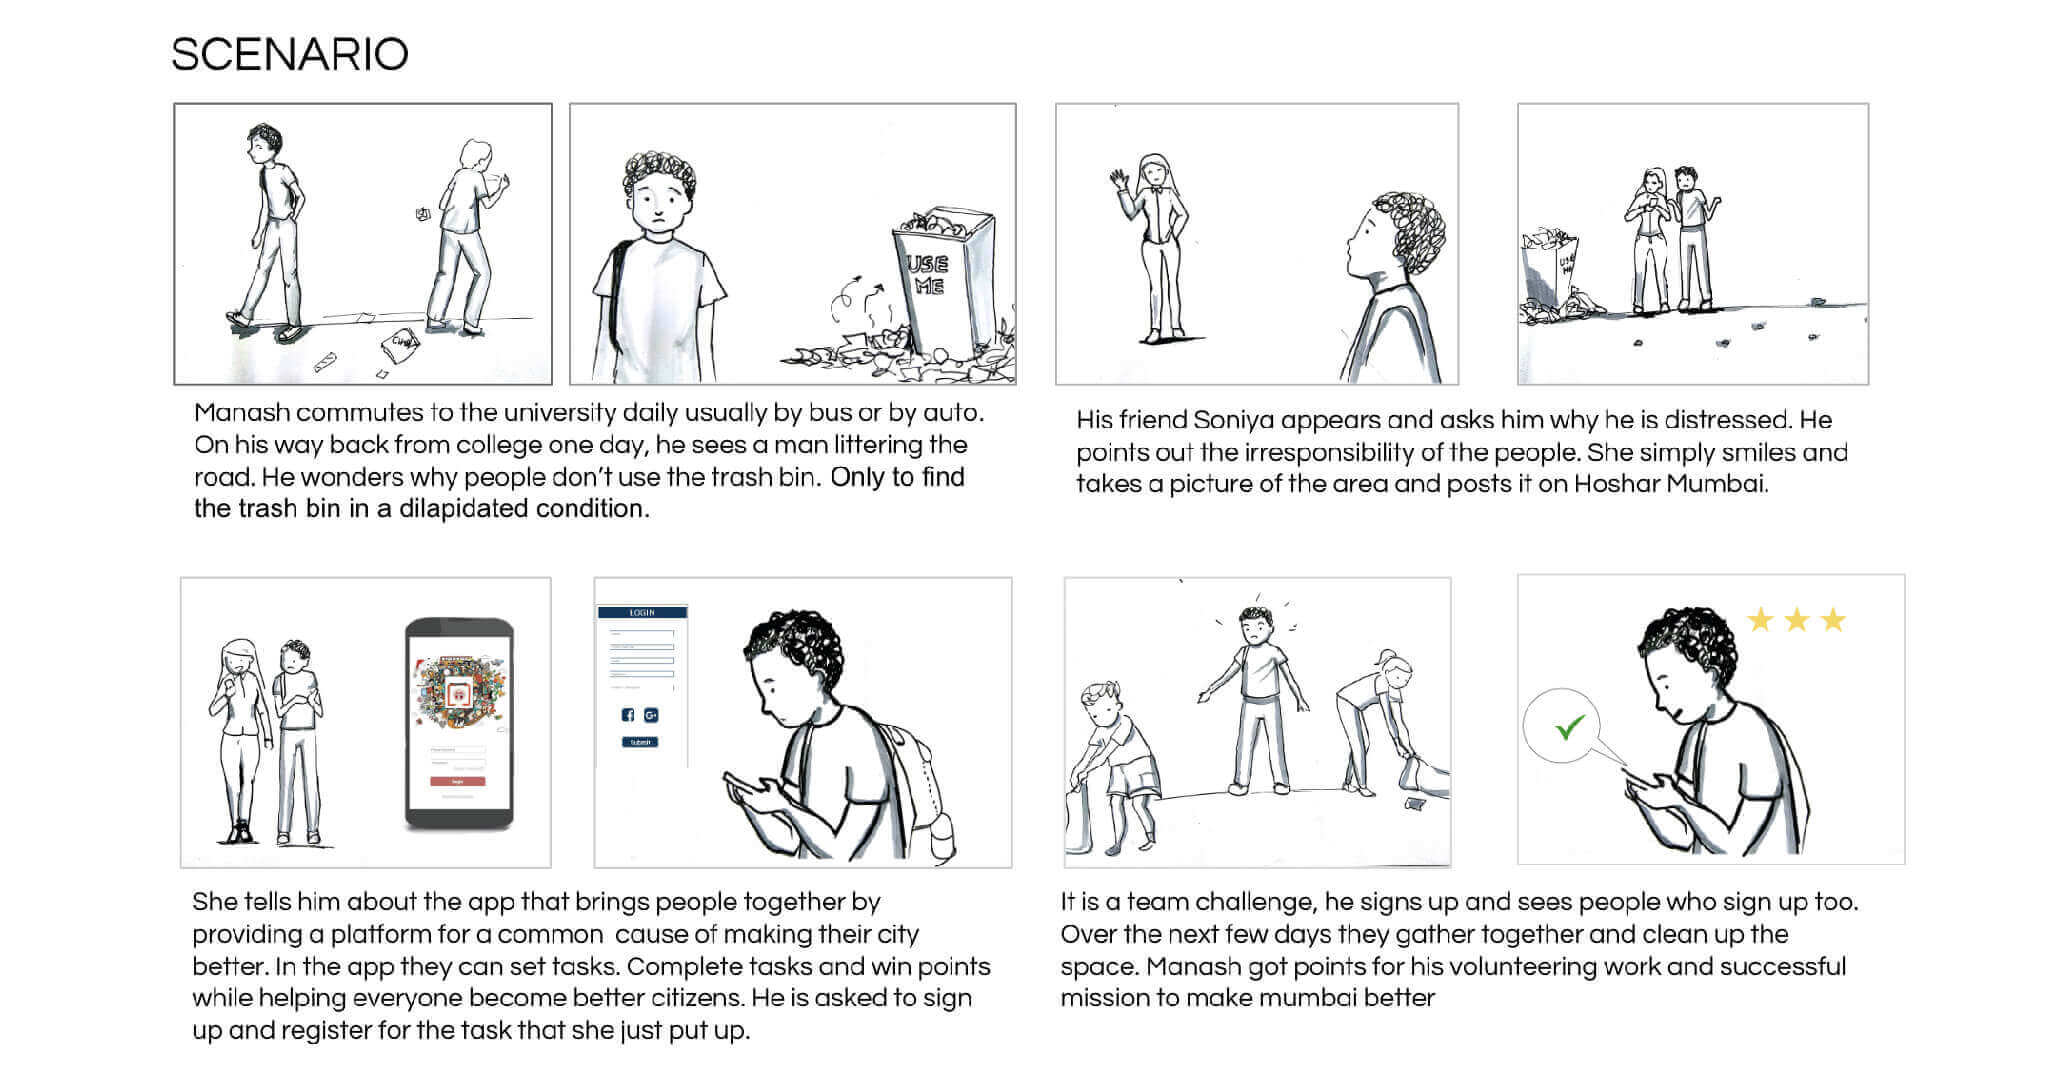 SCENARIO
USE
ME
USE
ME
Manash commutes to the university daily usually by bus or by auto.
On his way back from college one day, he sees a man littering the
road. He wonders why people don't use the trash bin. Only to find
the trash bin in a dilapidated condition.
His friend Soniya appears and asks him why he is distressed. He
points out the irresponsibility of the people. She simply smiles and
takes a picture of the area and posts it on Hoshar Mumbai.
LOGIN
G+
Submit
login
She tells him about the app that brings people together by
providing a platform for a common cause of making their city
better. In the app they can set tasks. Complete tasks and win points
while helping everyone become better citizens. He is asked to sign
up and register for the task that she just put up.
It is a team challenge, he signs up and sees people who sign up too.
Over the next few days they gather together and clean up the
space. Manash got points for his volunteering work and successful
mission to make mumbai better